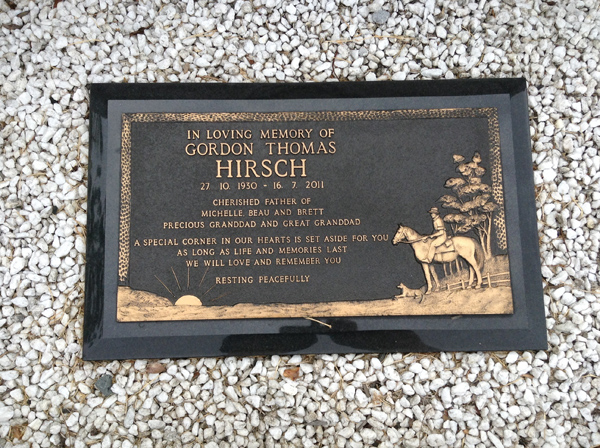 IN LOVING MEMORY OF
GORDON THOMAS
HIRSCH
27. 10. 1930 - 16. 7. 2011
CHERISHED FATHER OF
MICHELLE, BEAU AND BRETT
PRECIOUS GRANDDAD AND GREAT GRANDDAD
A SPECIAL CORNER IN OUR HEARTS IS SET ASIDE FOR YOU
AS LONG AS LIFE AND MEMORIES LAST
WE WILL LOVE AND REMEMBER YOU
RESTING PEACEFULLY